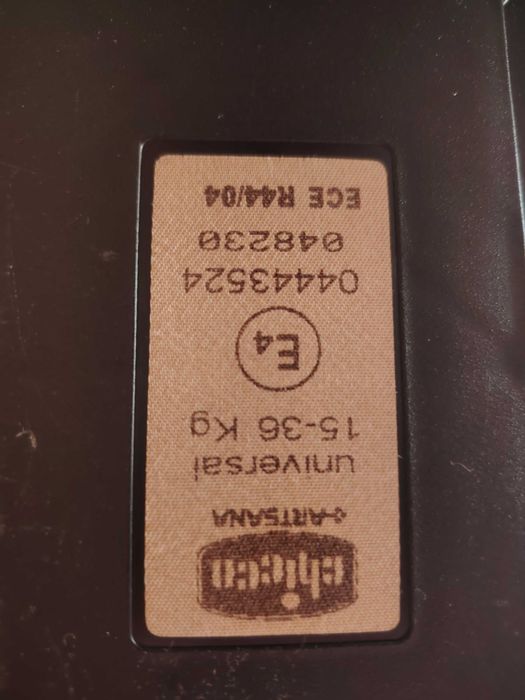 chicco
ARTSANA
universal
15-36 Kg
E4
04443524
048230
ECE R44/04